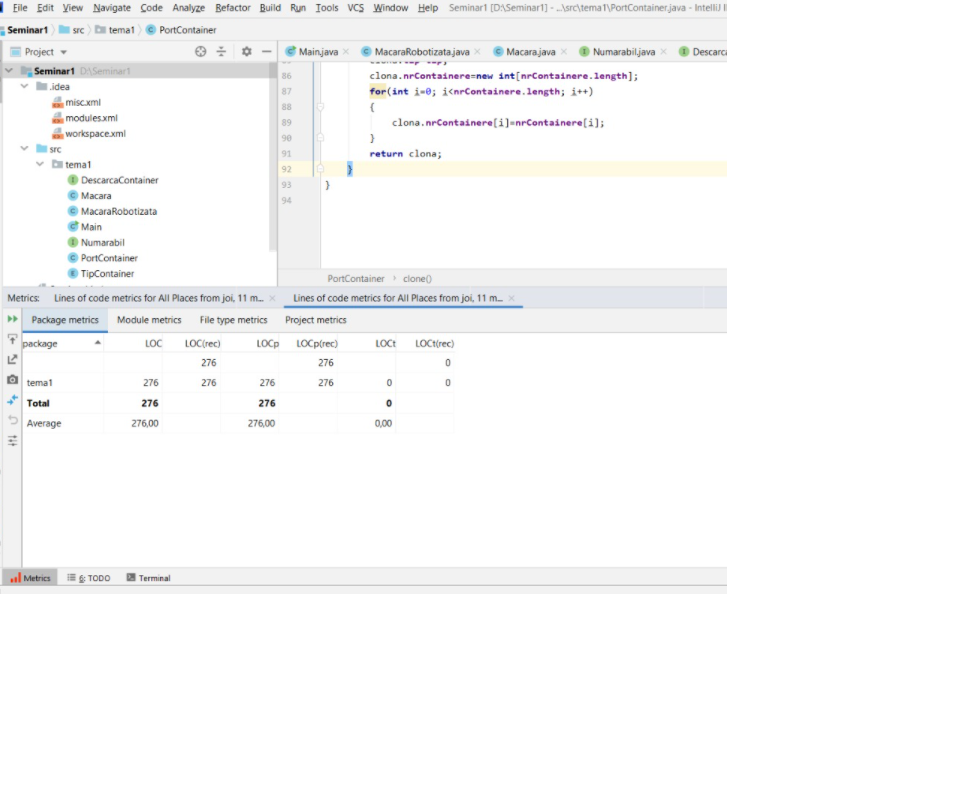 File Edit View Navigate Code Analyze Refactor Build Run Tools VCS Window Help Seminar1 [D:\Seminar1] - ...\src\tema1\PortContainer.java - IntelliJ
Seminar1 src tema1 PortContainer
Project
Main.java MacaraRobotizata.java Macara.java Numarabil.java Descarc
Seminar1 D:\Seminar1
.idea
misc.xml
modules.xml
workspace.xml
src
tema1
DescarcaContainer
Macara
MacaraRobotizata
Main
Numarabil
PortContainer
TipContainer
86 clona.nrContainere=new int[nrContainere.length];
87 for(int i=0; i<nrContainere.length; i++)
88 {
89 clona.nrContainere[i]=nrContainere[i];
90 }
91 return clona;
92 }
93 }
94
PortContainer › clone()
Metrics: Lines of code metrics for All Places from joi, 11 m... Lines of code metrics for All Places from joi, 11 m...
Package metrics Module metrics File type metrics Project metrics
package LOC LOC(rec) LOCp LOCp(rec) LOCt LOCt(rec)
276 276 0
tema1 276 276 276 276 0 0
Total 276 276 0
Average 276,00 276,00 0,00
Metrics 6: TODO Terminal